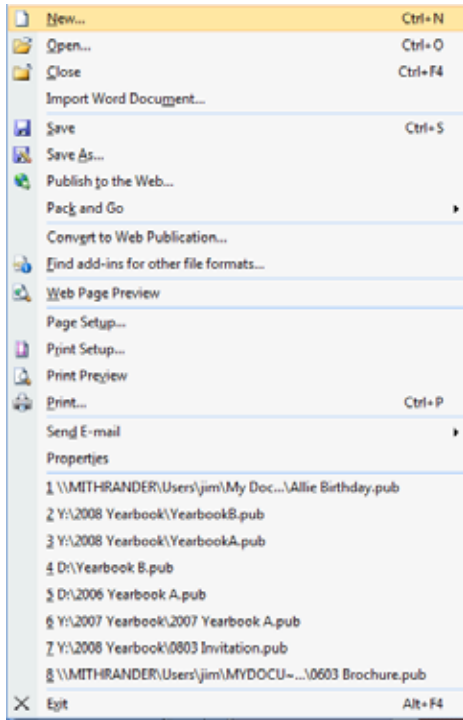 New... Ctrl+N
Open... Ctrl+O
Close Ctrl+F4
Import Word Document...
Save Ctrl+S
Save As...
Publish to the Web...
Pack and Go
Convert to Web Publication...
Find add-ins for other file formats...
Web Page Preview
Page Setup...
Print Setup...
Print Preview
Print... Ctrl+P
Send E-mail
Properties
1 \\MITHRANDER\Users\jim\My Doc...\Allie Birthday.pub
2 Y:\2008 Yearbook\YearbookB.pub
3 Y:\2008 Yearbook\YearbookA.pub
4 D:\Yearbook B.pub
5 D:\2006 Yearbook A.pub
6 Y:\2007 Yearbook\2007 Yearbook A.pub
7 Y:\2008 Yearbook\0803 Invitation.pub
8 \\MITHRANDER\Users\jim\MYDOCU~...\0603 Brochure.pub
Exit Alt+F4